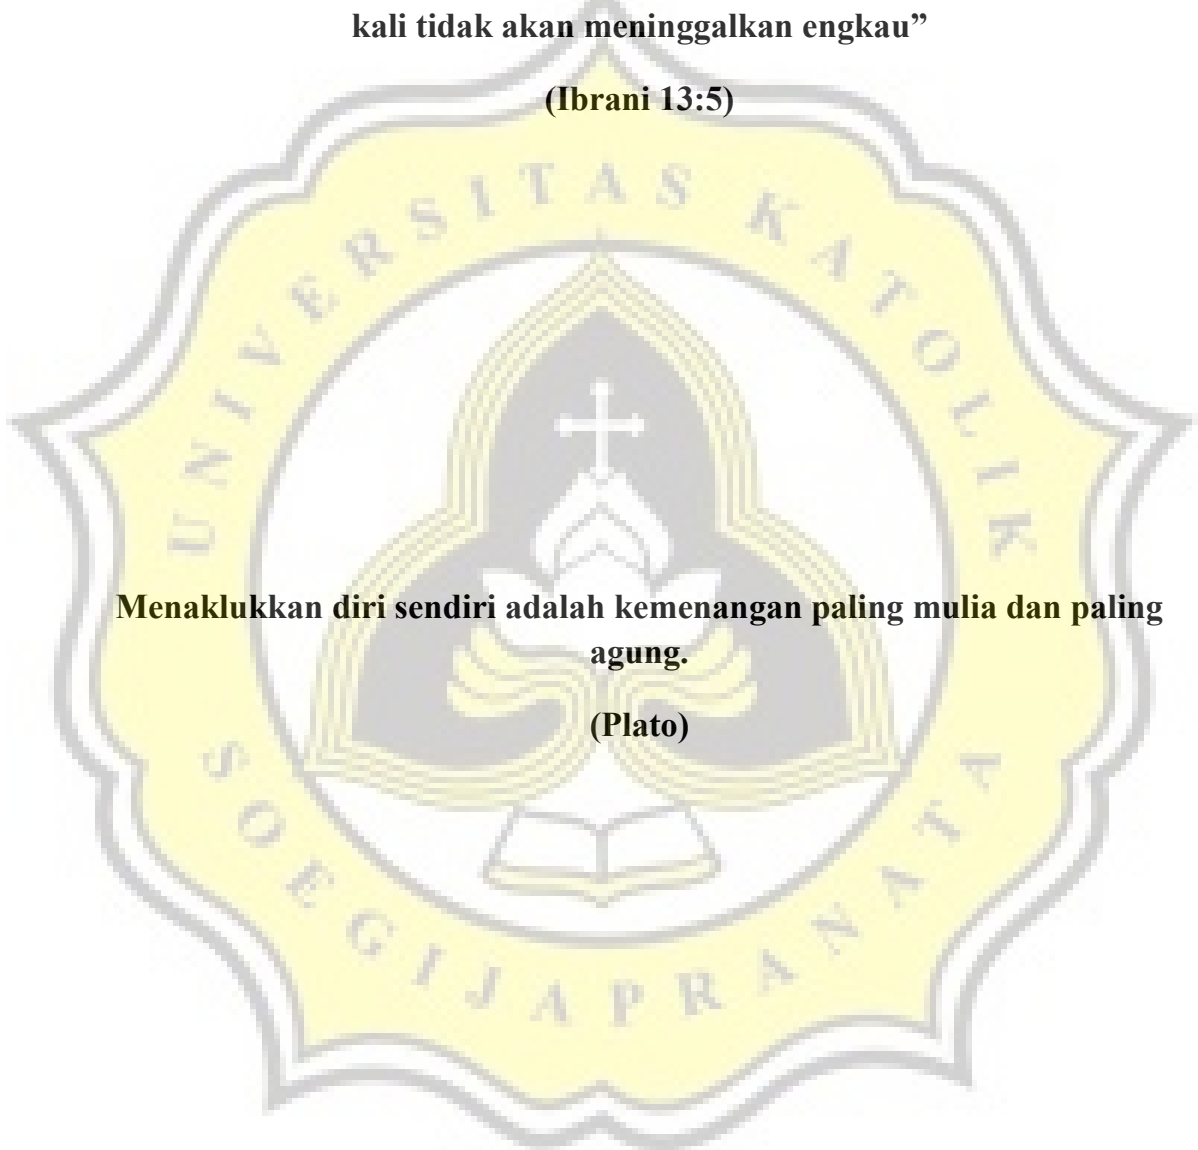 kali tidak akan meninggalkan engkau”
(Ibrani 13:5)
UNIVERSITAS KATOLIK
Menaklukkan diri sendiri adalah kemenangan paling mulia dan paling
agung.
(Plato)
SOEGIJAPRANATA